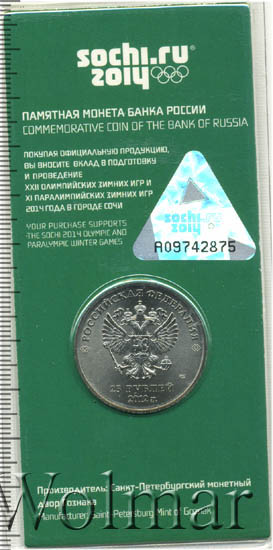 sochi.ru
2014
ПАМЯТНАЯ МОНЕТА БАНКА РОССИИ
COMMEMORATIVE COIN OF THE BANK OF RUSSIA
ПОКУПАЯ ОФИЦИАЛЬНУЮ ПРОДУКЦИЮ,
ВЫ ВНОСИТЕ ВКЛАД В ПОДГОТОВКУ
И ПРОВЕДЕНИЕ
XXII ОЛИМПИЙСКИХ ЗИМНИХ ИГР И
XI ПАРАЛИМПИЙСКИХ ЗИМНИХ ИГР
2014 ГОДА В ГОРОДЕ СОЧИ
YOUR PURCHASE SUPPORTS
THE SOCHI 2014 OLYMPIC AND
PARALYMPIC WINTER GAMES
sochi.ru
2014
A09742875
РОССИЙСКАЯ ФЕДЕРАЦИЯ
25 РУБЛЕЙ
2012 г.
Производитель: Санкт-Петербургский монетный
двор Гознака
Manufacturer: Saint-Petersburg Mint of Goznak
Wolmar